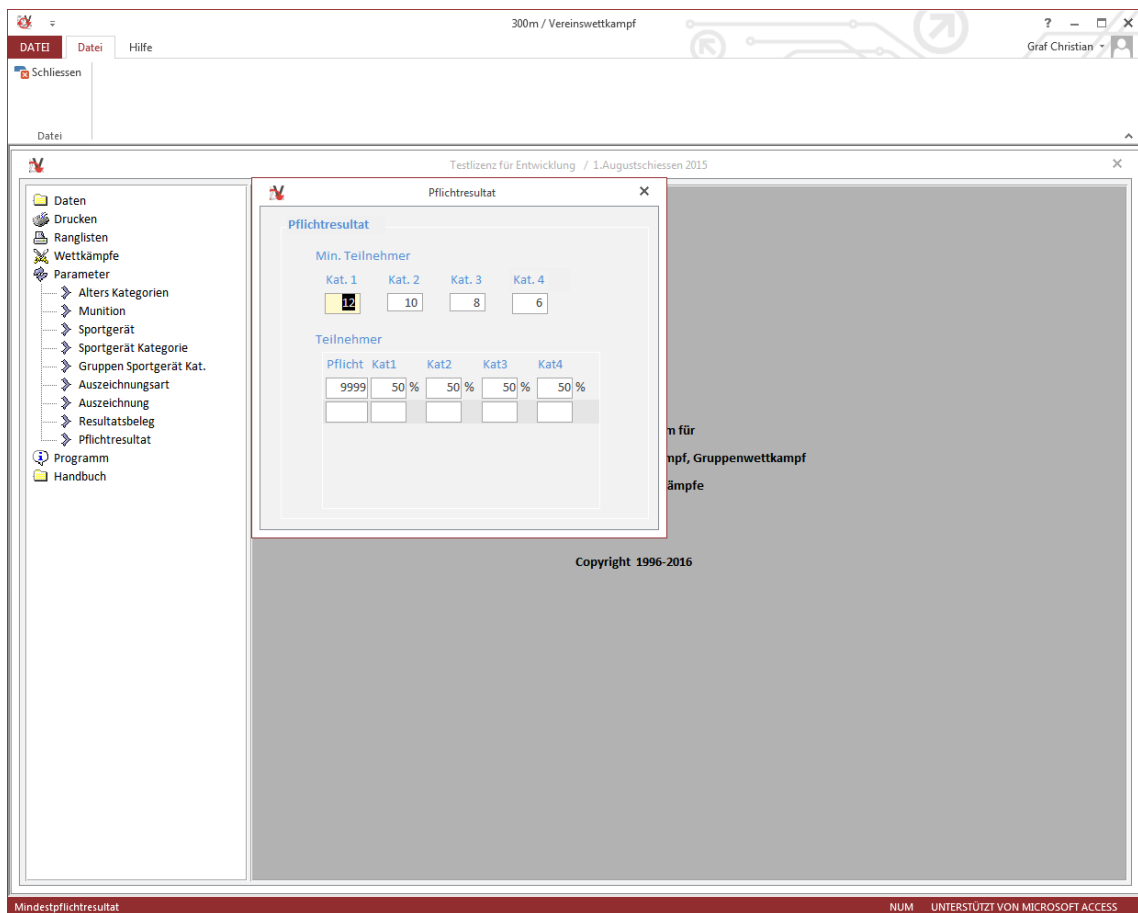 300m / Vereinswettkampf
?
DATEI Datei Hilfe
Graf Christian
Schliessen
Datei
Testlizenz für Entwicklung / 1.Augustschiessen 2015
Daten
Drucken
Ranglisten
Wettkämpfe
Parameter
Alters Kategorien
Munition
Sportgerät
Sportgerät Kategorie
Gruppen Sportgerät Kat.
Auszeichnungsart
Auszeichnung
Resultatsbeleg
Pflichtresultat
Programm
Handbuch
Pflichtresultat
Pflichtresultat
Min. Teilnehmer
Kat. 1 Kat. 2 Kat. 3 Kat. 4
12 10 8 6
Teilnehmer
Pflicht Kat1 Kat2 Kat3 Kat4
9999 50 % 50 % 50 % 50 %
für
Gruppenwettkampf
Copyright 1996-2016
Mindestpflichtresultat
NUM UNTERSTÜTZT VON MICROSOFT ACCESS